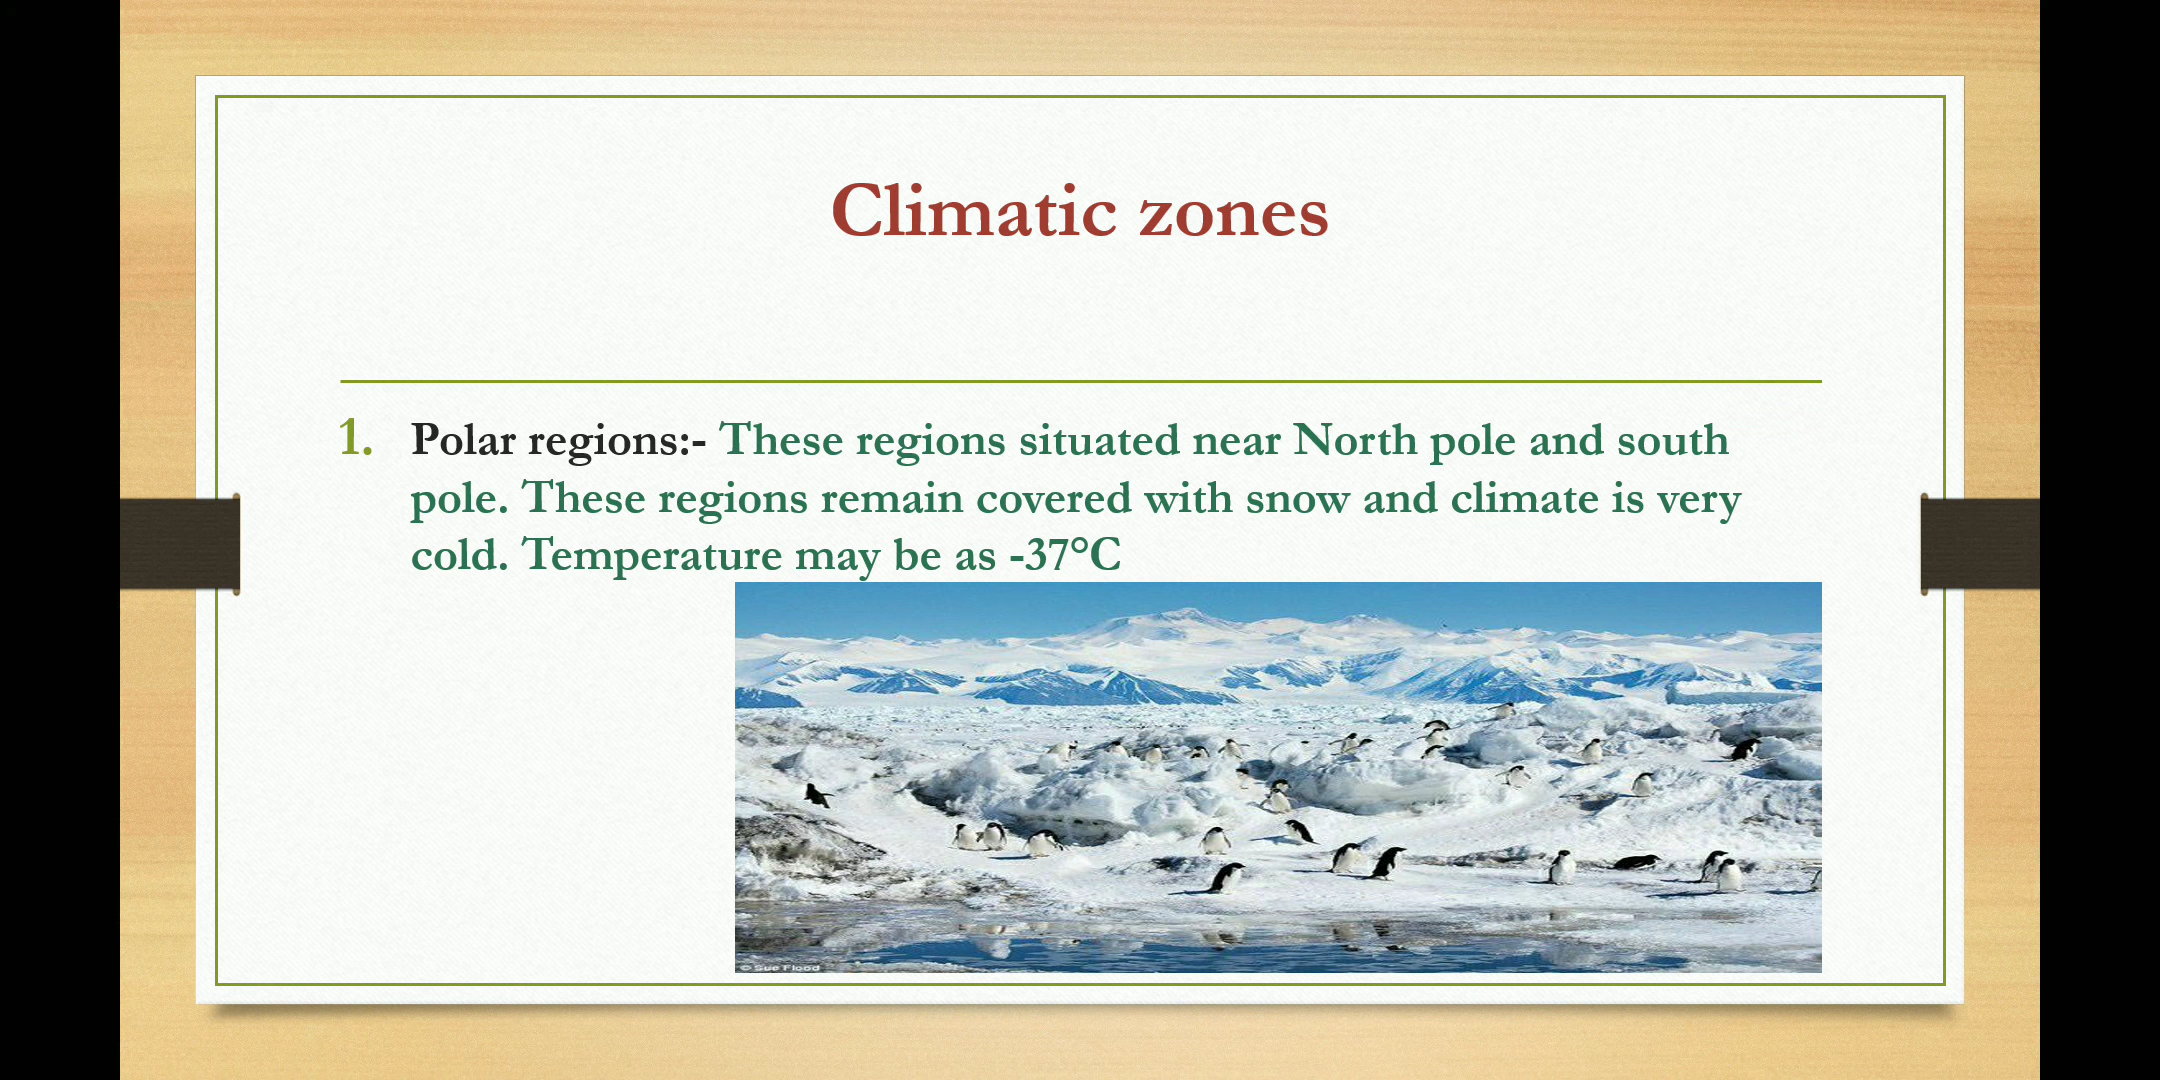 Climatic zones
1. Polar regions:- These regions situated near North pole and south
pole. These regions remain covered with snow and climate is very
cold. Temperature may be as -37°C
© Sue Flood